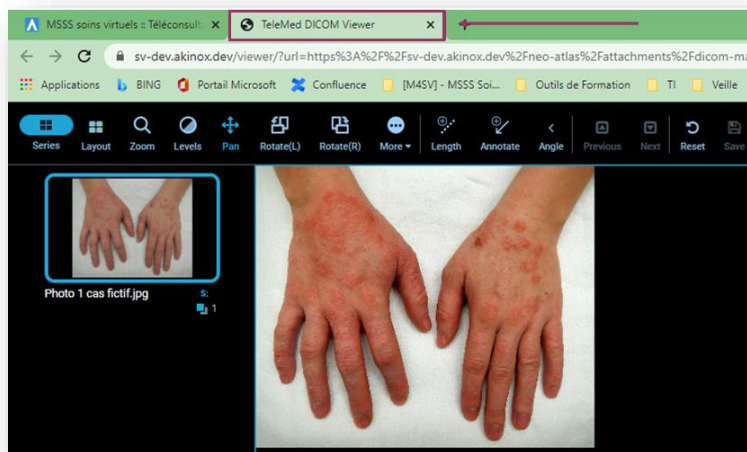 MSSS soins virtuels :: Téléconsult
TeleMed DICOM Viewer
sv-dev.akinox.dev/viewer/?url=https%3A%2F%2Fsv-dev.akinox.dev%2Fneo-atlas%2Fattachments%2Fdicom-ma
Applications BING Portail Microsoft Confluence [M4SV] - MSSS Soi... Outils de Formation TI Veille
Series Layout Zoom Levels Pan Rotate(L) Rotate(R) More Length Annotate Angle Previous Next Reset Save
Photo 1 cas fictif.jpg
S:
1